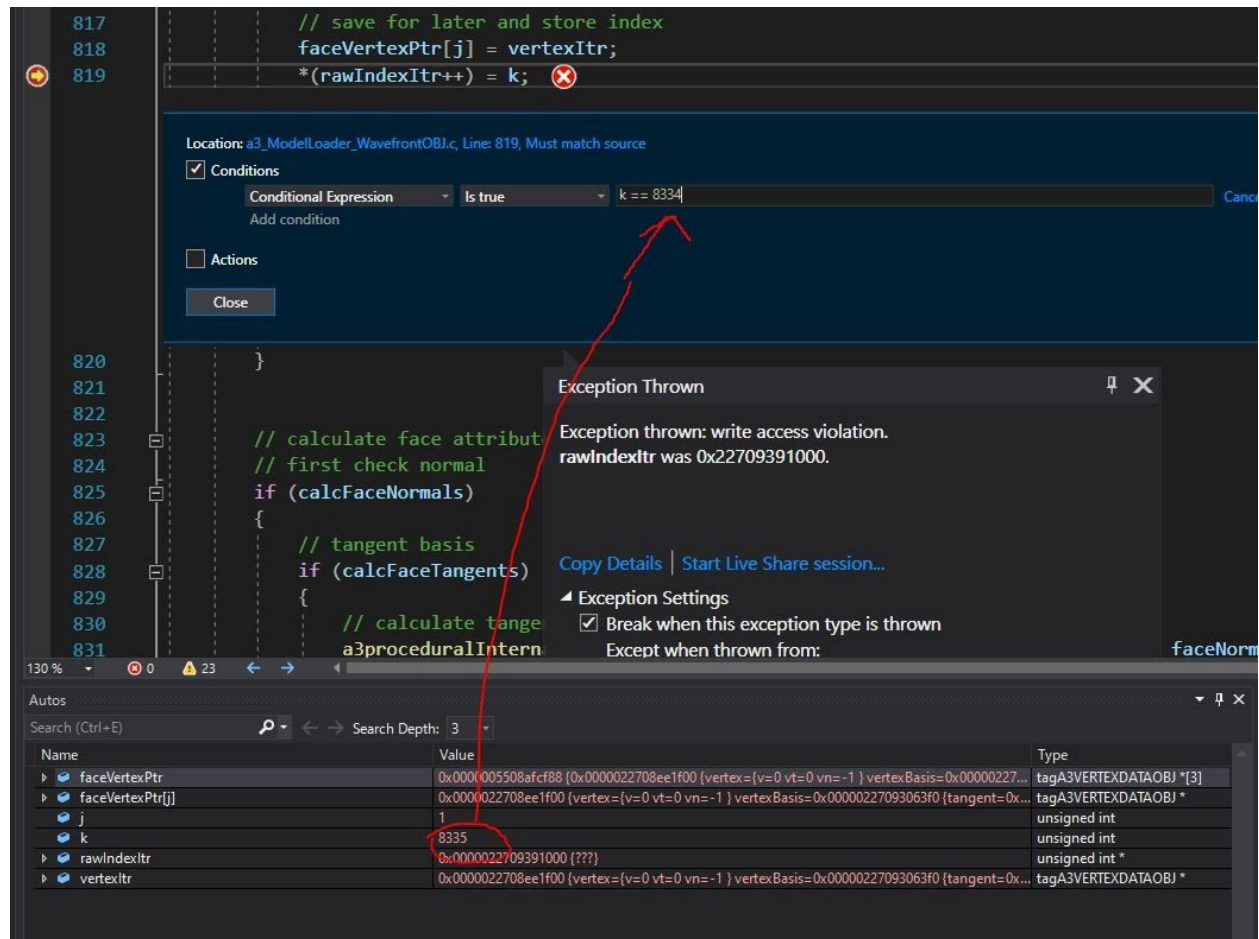 817 // save for later and store index
818 faceVertexPtr[j] = vertexItr;
819 *(rawIndexItr++) = k;
Location: a3_ModelLoader_WavefrontOBJ.c, Line: 819, Must match source
Conditions
Conditional Expression Is true k == 8334
Cance
Add condition
Actions
Close
820 }
821
822
823 // calculate face attribut
824 // first check normal
825 if (calcFaceNormals)
826 {
827 // tangent basis
828 if (calcFaceTangents)
829 {
830 // calculate tange
831 a3proceduralIntern
faceNorm
Exception Thrown
Exception thrown: write access violation.
rawIndexItr was 0x22709391000.
Copy Details | Start Live Share session...
Exception Settings
Break when this exception type is thrown
Except when thrown from:
130 % 0 23
Autos
Search (Ctrl+E) Search Depth: 3
Name Value Type
faceVertexPtr 0x0000005508afcf88 {0x0000022708ee1f00 {vertex={v=0 vt=0 vn=-1 } vertexBasis=0x00000227... tagA3VERTEXDATAOBJ *[3]
faceVertexPtr[j] 0x0000022708ee1f00 {vertex={v=0 vt=0 vn=-1 } vertexBasis=0x00000227093063f0 {tangent=0x... tagA3VERTEXDATAOBJ *
j 1 unsigned int
k 8335 unsigned int
rawIndexItr 0x0000022709391000 {???} unsigned int *
vertexItr 0x0000022708ee1f00 {vertex={v=0 vt=0 vn=-1 } vertexBasis=0x00000227093063f0 {tangent=0x... tagA3VERTEXDATAOBJ *